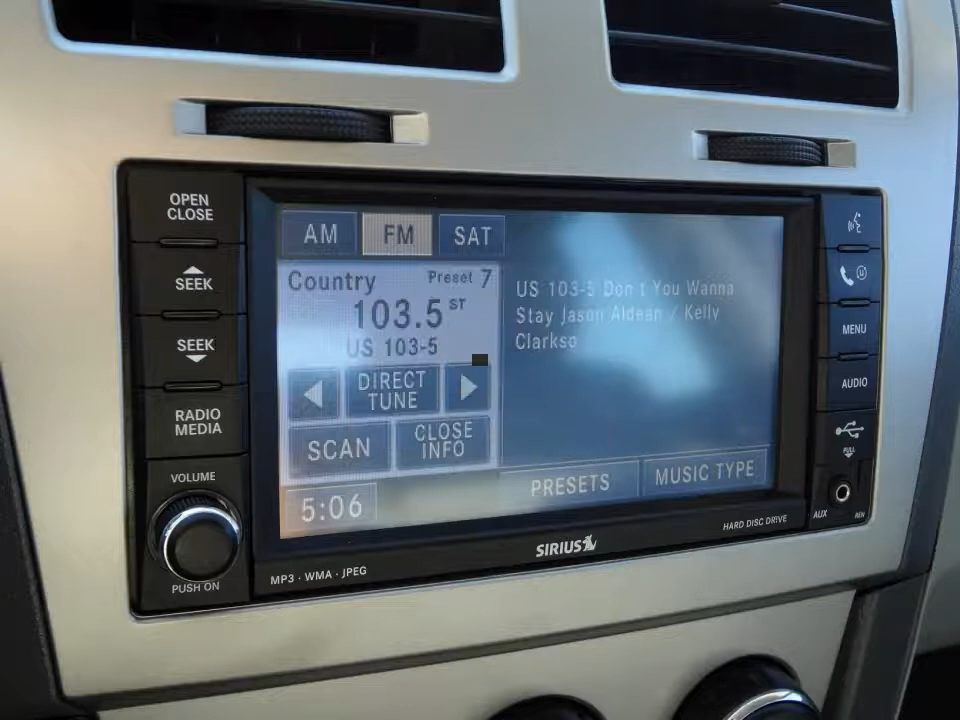 OPEN
CLOSE
SEEK
SEEK
RADIO
MEDIA
VOLUME
PUSH ON
AM FM SAT
Country Preset 7
103.5 ST
US 103-5
DIRECT
TUNE
SCAN
CLOSE
INFO
5:06
US 103-5 Don t You Wanna
Stay Jason Aldean / Kelly
Clarkso
PRESETS
MUSIC TYPE
MP3 · WMA · JPEG
SIRIUS
HARD DISC DRIVE
MENU
AUDIO
PULL
AUX